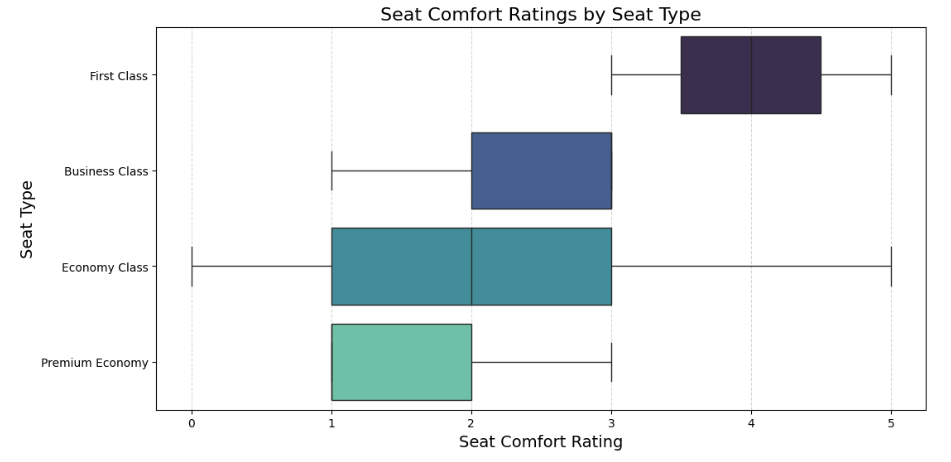 Seat Comfort Ratings by Seat Type
Seat Type
First Class
Business Class
Economy Class
Premium Economy
0 1 2 3 4 5
Seat Comfort Rating